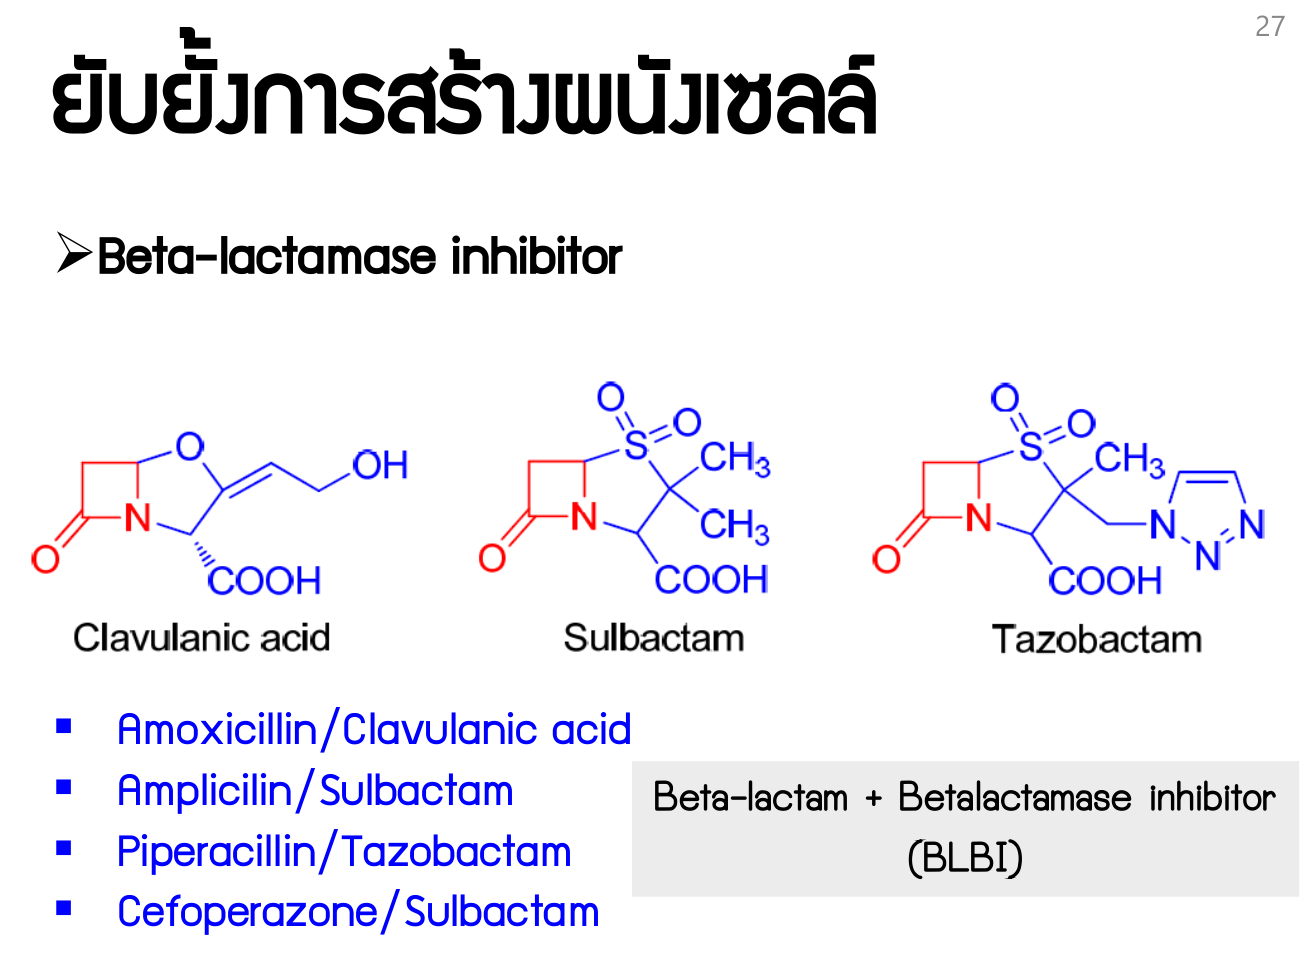 27
ยับยั้งการสร้างผนังเซลล์
➢Beta-lactamase inhibitor
O
N
O
OH
COOH
Clavulanic acid
O
O
S
CH3
CH3
N
O
COOH
Sulbactam
O
O
S
CH3
N
N
N
N
O
COOH
Tazobactam
▪ Amoxicillin/Clavulanic acid
▪ Amplicilin/Sulbactam
▪ Piperacillin/Tazobactam
▪ Cefoperazone/Sulbactam
Beta-lactam + Betalactamase inhibitor
(BLBI)